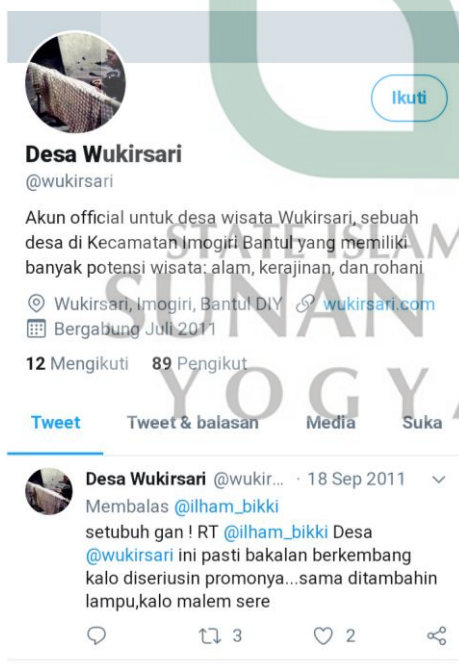 Ikuti
Desa Wukirsari
@wukirsari
Akun official untuk desa wisata Wukirsari, sebuah
desa di Kecamatan Imogiri Bantul yang memiliki
banyak potensi wisata: alam, kerajinan, dan rohani
Wukirsari, Imogiri, Bantul DIY wukirsari.com
Bergabung Juli 2011
12 Mengikuti 89 Pengikut
Tweet Tweet & balasan Media Suka
Desa Wukirsari @wukir... · 18 Sep 2011
Membalas @ilham_bikki
setubuh gan ! RT @ilham_bikki Desa
@wukirsari ini pasti bakalan berkembang
kalo diseriusin promonya...sama ditambahin
lampu,kalo malem sere
3 2
STATE ISLAM
SUNAN
YOGYA